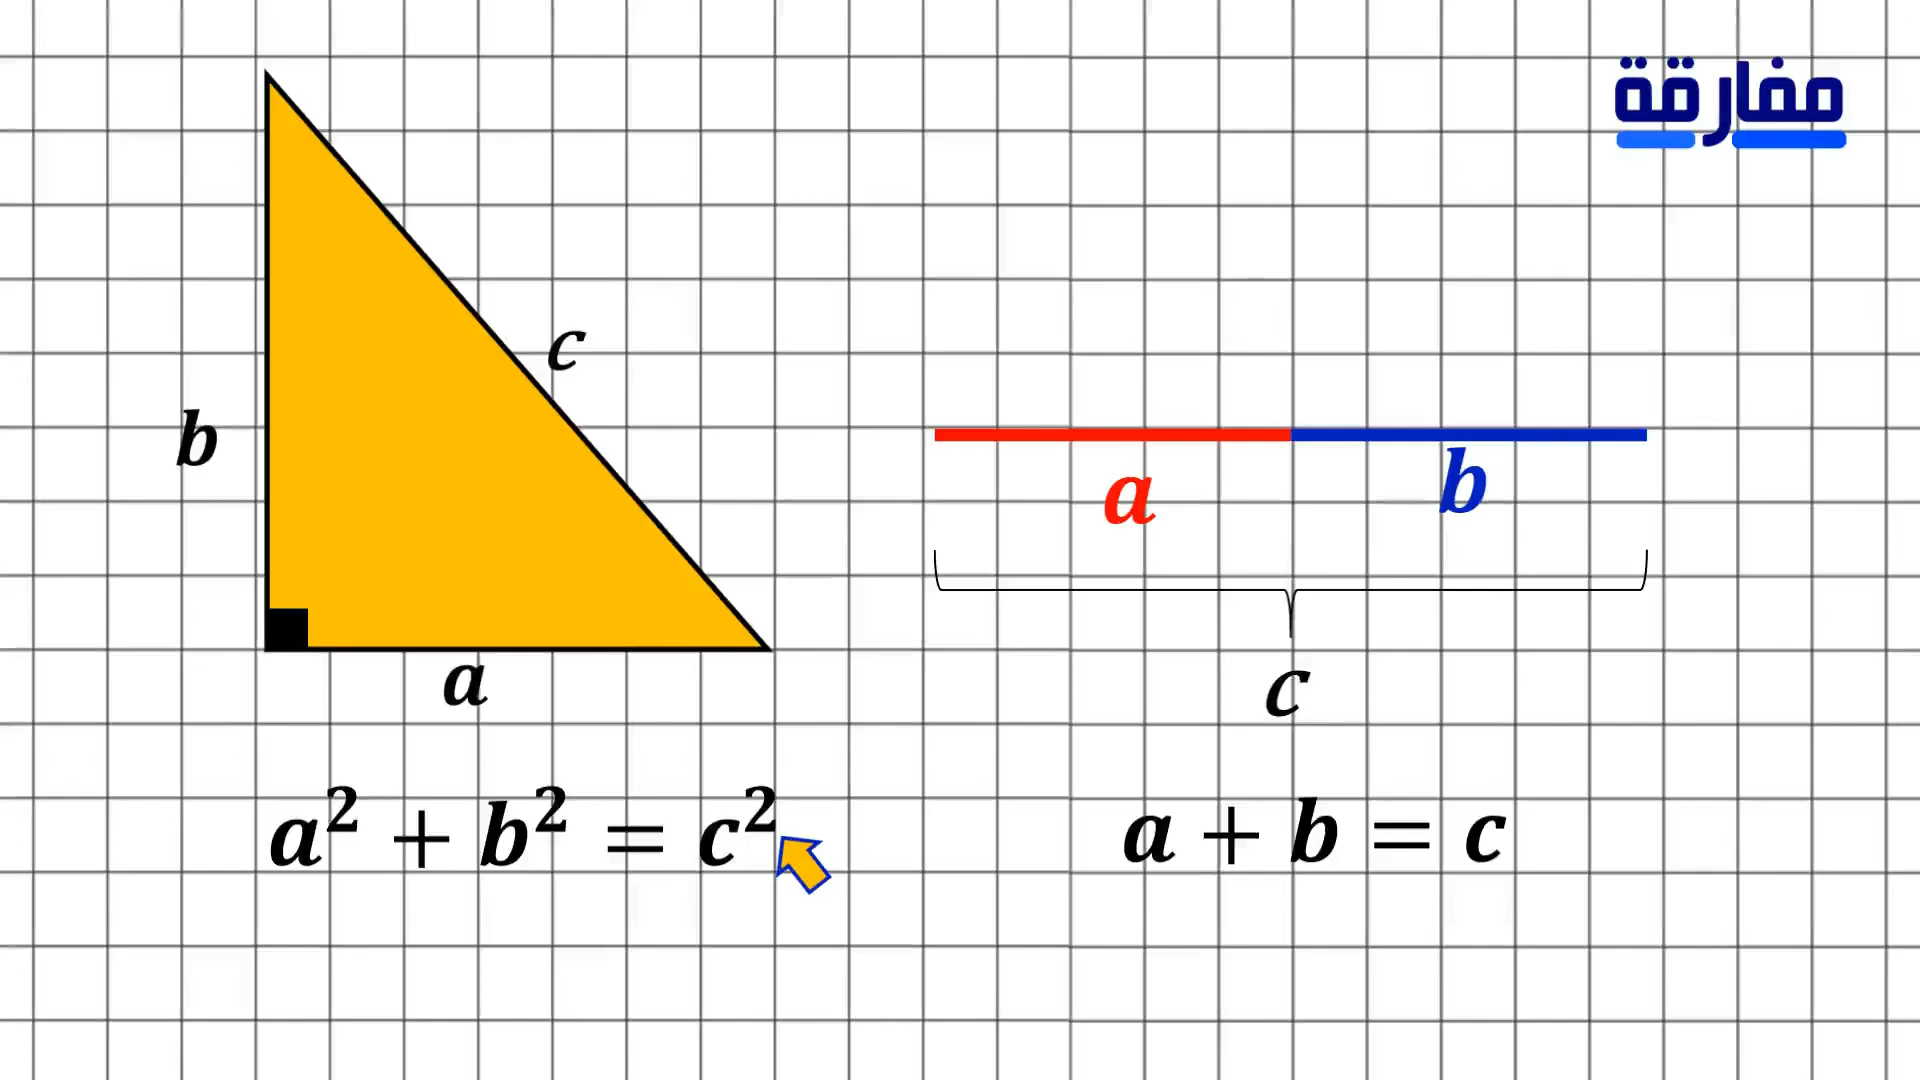 مفارقة
c
b
a
a
b
c
a² + b² = c²
a + b = c